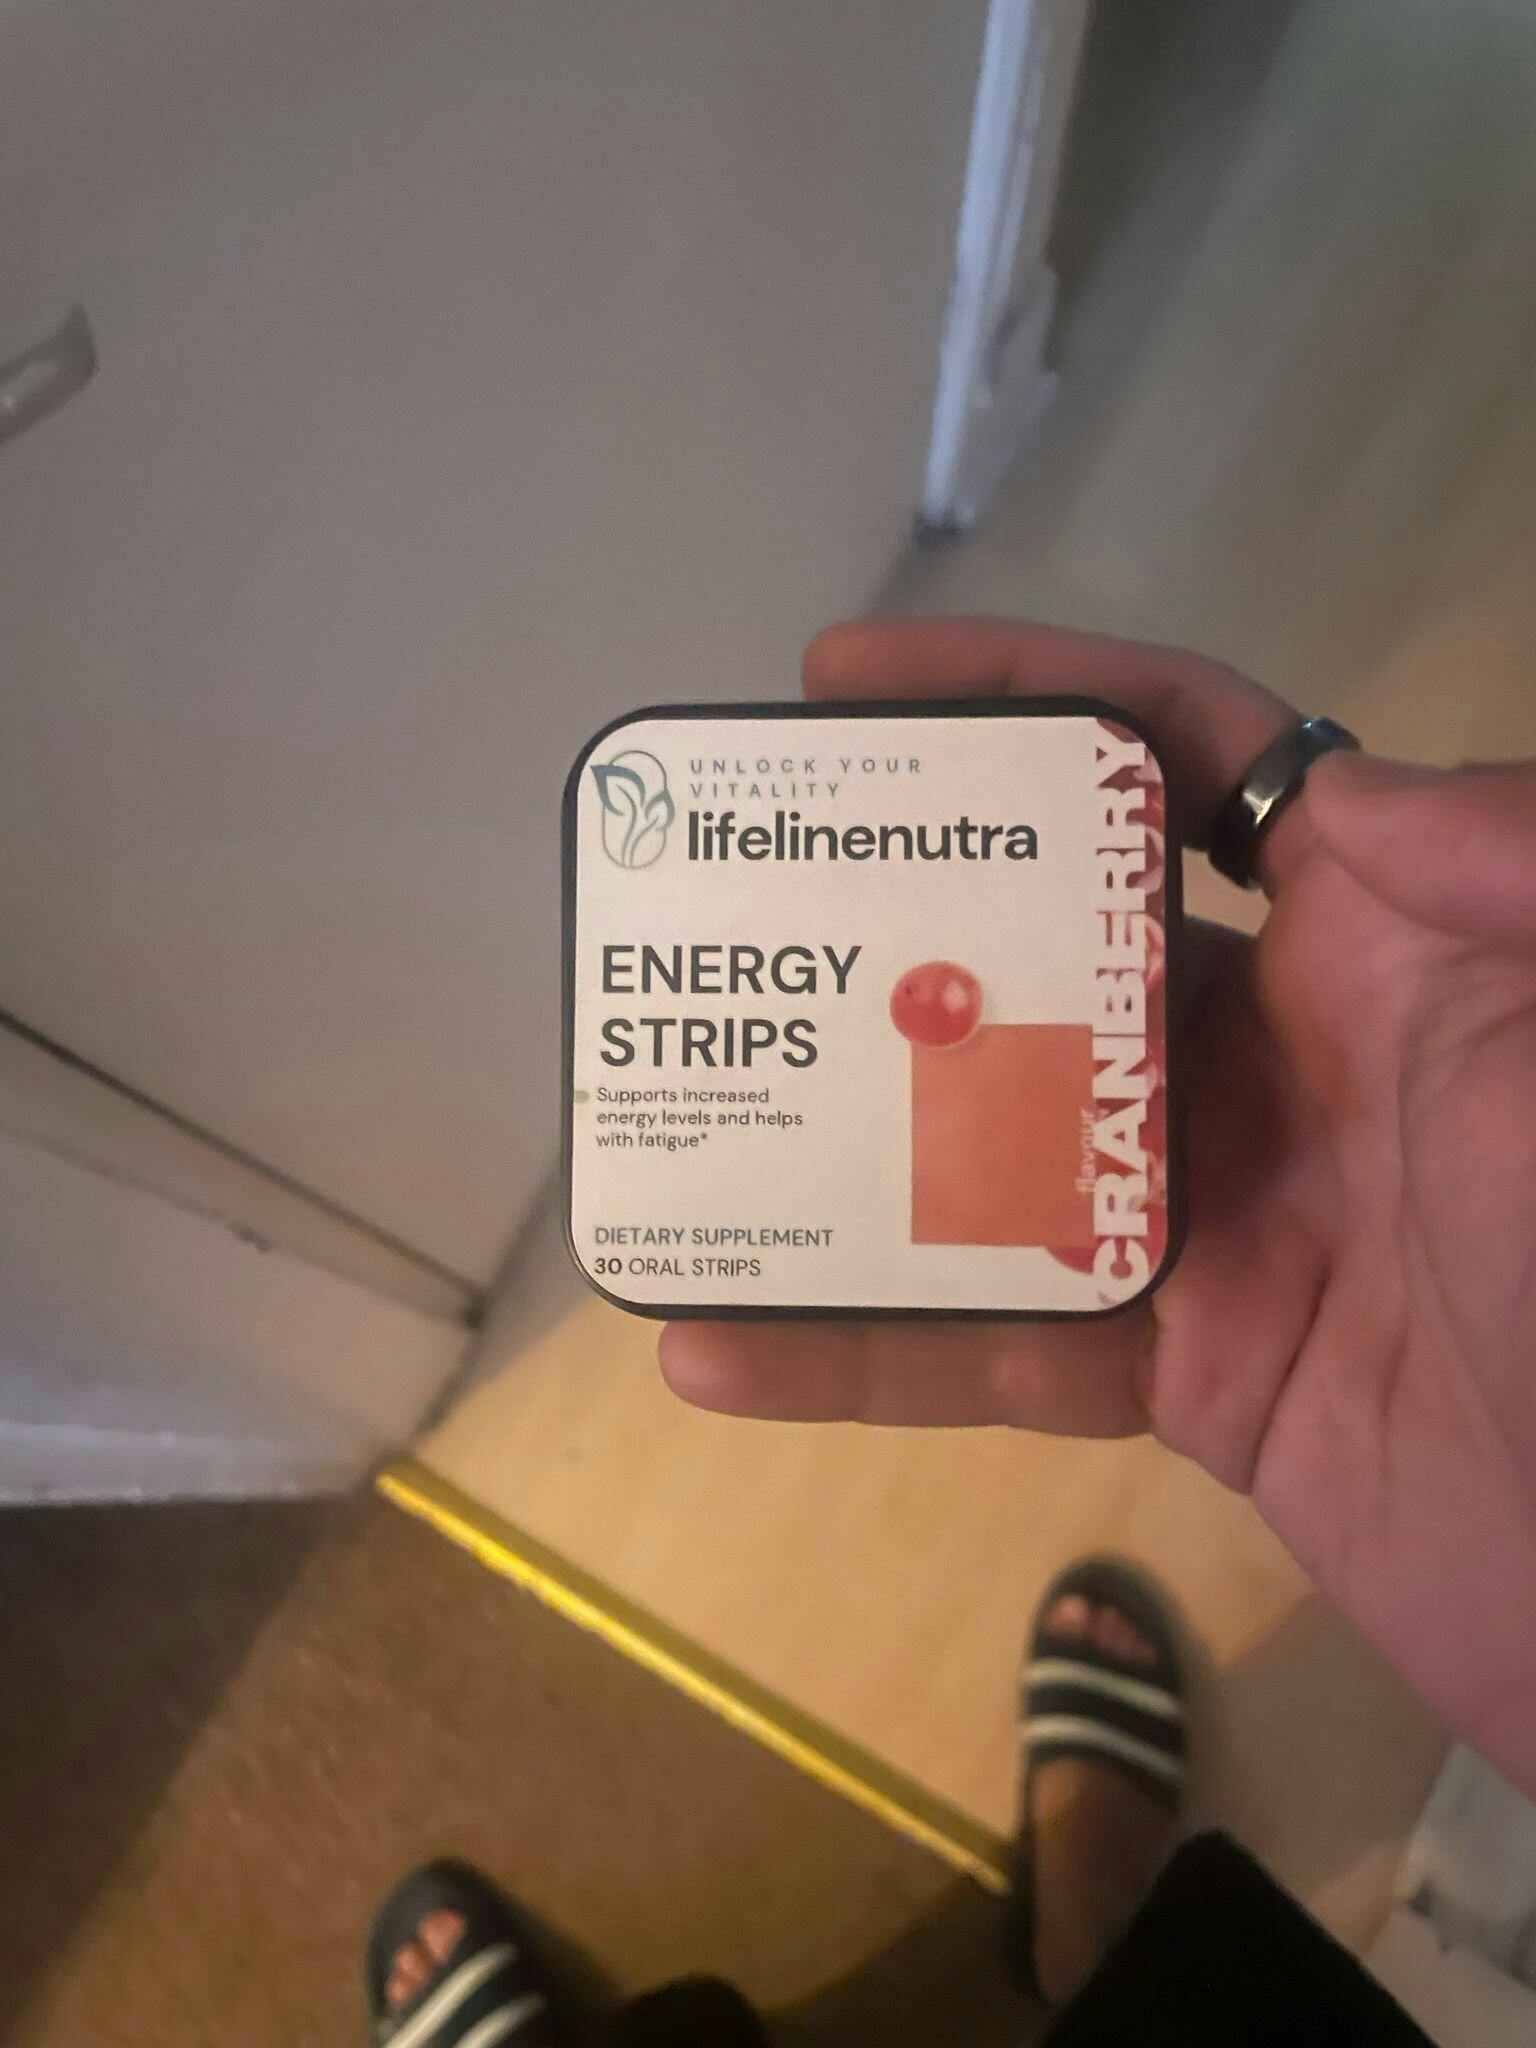 UNLOCK YOUR
VITALITY
lifelinenutra
ENERGY
STRIPS
Supports increased
energy levels and helps
with fatigue*
DIETARY SUPPLEMENT
30 ORAL STRIPS
flavour
CRANBERRY